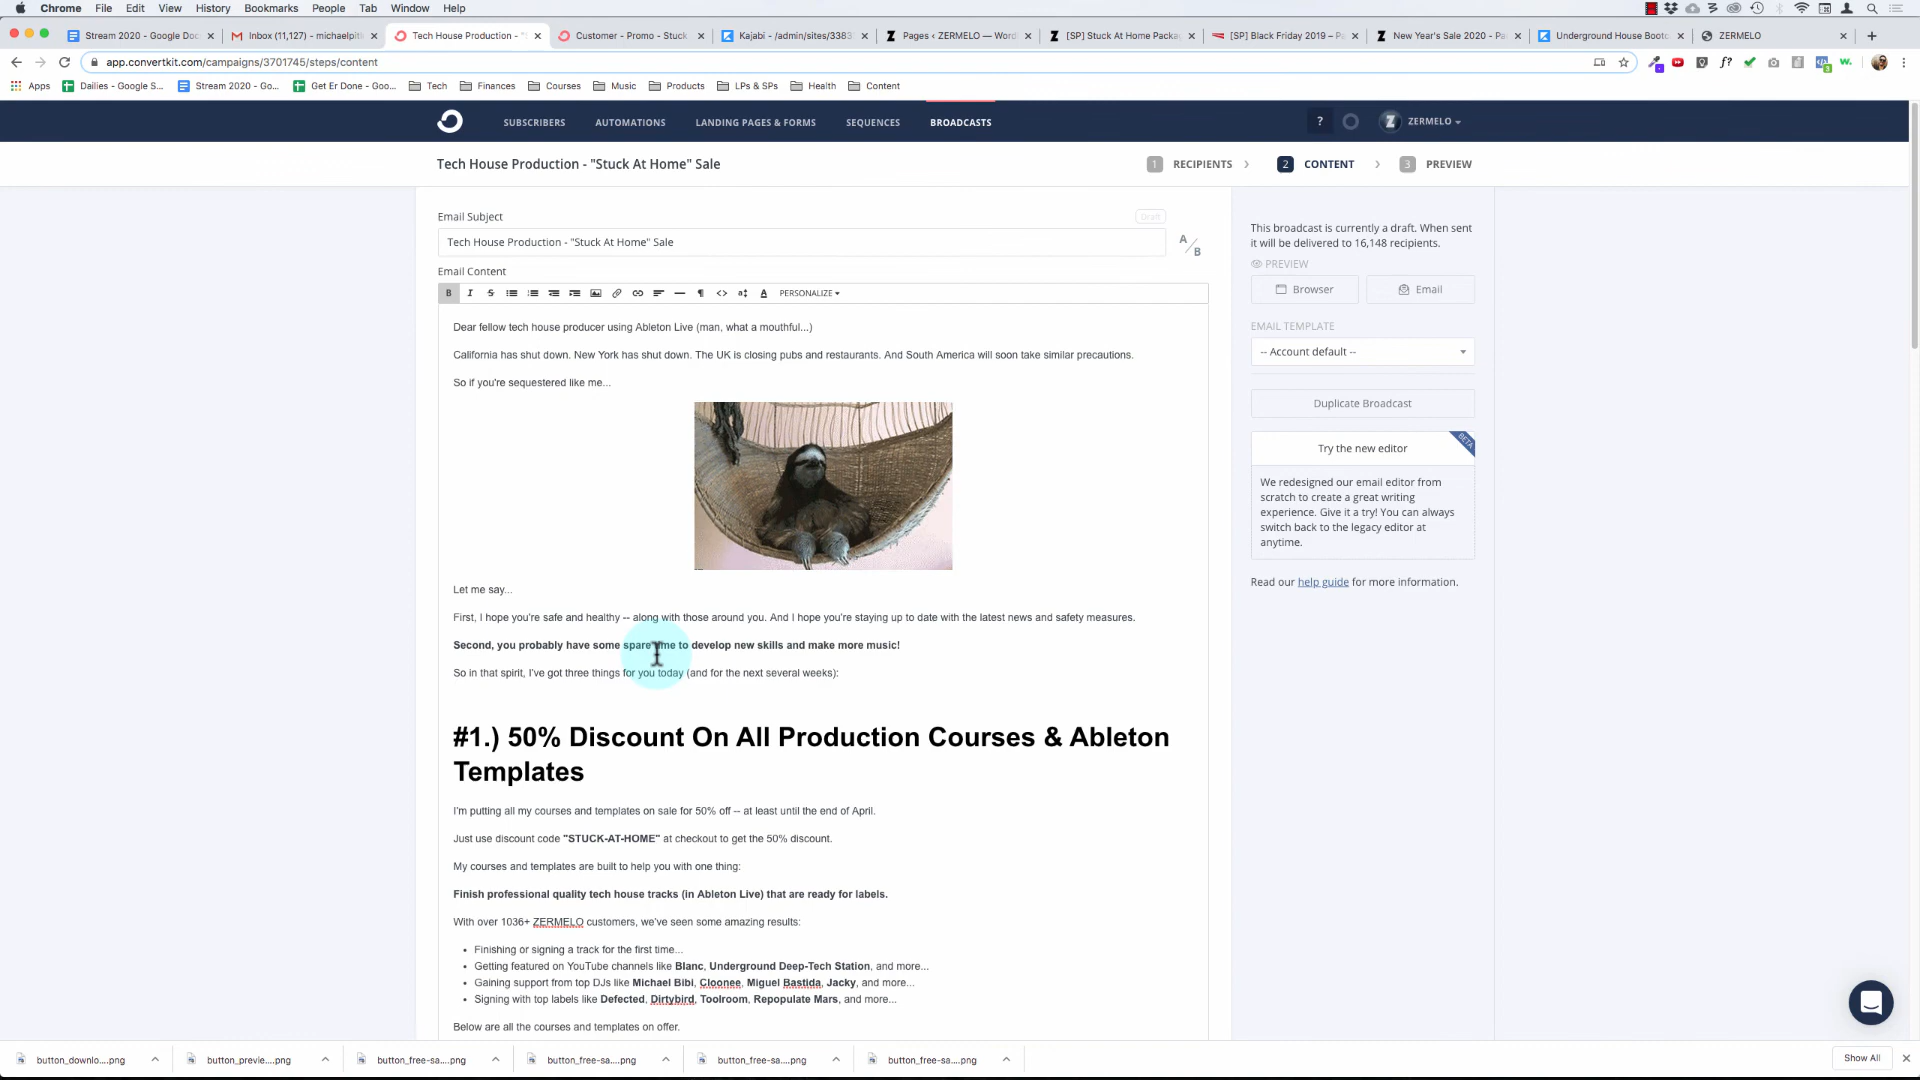 Chrome File Edit View History Bookmarks People Tab Window Help
Stream 2020 - Google Doc
Inbox (11,127) - michaelpit
Tech House Production - "S
Customer - Promo - Stuck
Kajabi - /admin/sites/3383
Pages ‹ ZERMELO — Word
[SP] Stuck At Home Packa
[SP] Black Friday 2019 – P
New Year's Sale 2020 - Pa
Underground House Bootc
ZERMELO
app.convertkit.com/campaigns/3701745/steps/content
Apps Dailies - Google S... Stream 2020 - Go... Get Er Done - Goo... Tech Finances Courses Music Products LPs & SPs Health Content
SUBSCRIBERS AUTOMATIONS LANDING PAGES & FORMS SEQUENCES BROADCASTS ? Z ZERMELO
Tech House Production - "Stuck At Home" Sale
1 RECIPIENTS 2 CONTENT 3 PREVIEW
Email Subject
Draft
Tech House Production - "Stuck At Home" Sale
A/B
Email Content
B I S PERSONALIZE
Dear fellow tech house producer using Ableton Live (man, what a mouthful...)
California has shut down. New York has shut down. The UK is closing pubs and restaurants. And South America will soon take similar precautions.
So if you're sequestered like me...
Let me say...
First, I hope you're safe and healthy -- along with those around you. And I hope you're staying up to date with the latest news and safety measures.
Second, you probably have some spare time to develop new skills and make more music!
So in that spirit, I've got three things for you today (and for the next several weeks):
#1.) 50% Discount On All Production Courses & Ableton
Templates
I'm putting all my courses and templates on sale for 50% off -- at least until the end of April.
Just use discount code "STUCK-AT-HOME" at checkout to get the 50% discount.
My courses and templates are built to help you with one thing:
Finish professional quality tech house tracks (in Ableton Live) that are ready for labels.
With over 1036+ ZERMELO customers, we've seen some amazing results:
Finishing or signing a track for the first time...
Getting featured on YouTube channels like Blanc, Underground Deep-Tech Station, and more...
Gaining support from top DJs like Michael Bibi, Cloonee, Miguel Bastida, Jacky, and more...
Signing with top labels like Defected, Dirtybird, Toolroom, Repopulate Mars, and more...
Below are all the courses and templates on offer.
This broadcast is currently a draft. When sent
it will be delivered to 16,148 recipients.
PREVIEW
Browser Email
EMAIL TEMPLATE
-- Account default --
Duplicate Broadcast
Try the new editor
BETA
We redesigned our email editor from
scratch to create a great writing
experience. Give it a try! You can always
switch back to the legacy editor at
anytime.
Read our help guide for more information.
button_downlo....png button_previe....png button_free-sa....png button_free-sa....png button_free-sa....png button_free-sa....png Show All